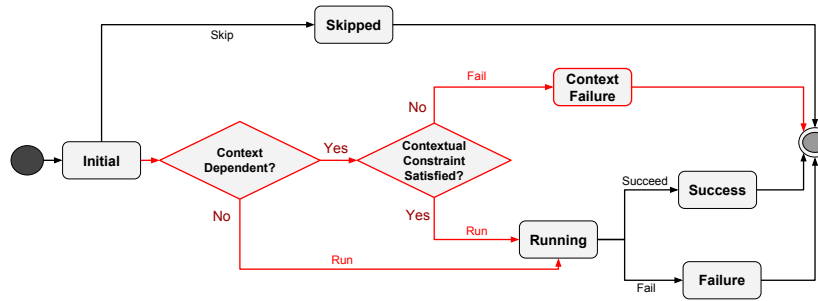 Skipped
Skip
Fail
Context
Failure
No
Initial
Context
Dependent?
Yes
Contextual
Constraint
Satisfied?
Succeed
Success
No
Yes
Run
Running
Run
Fail
Failure